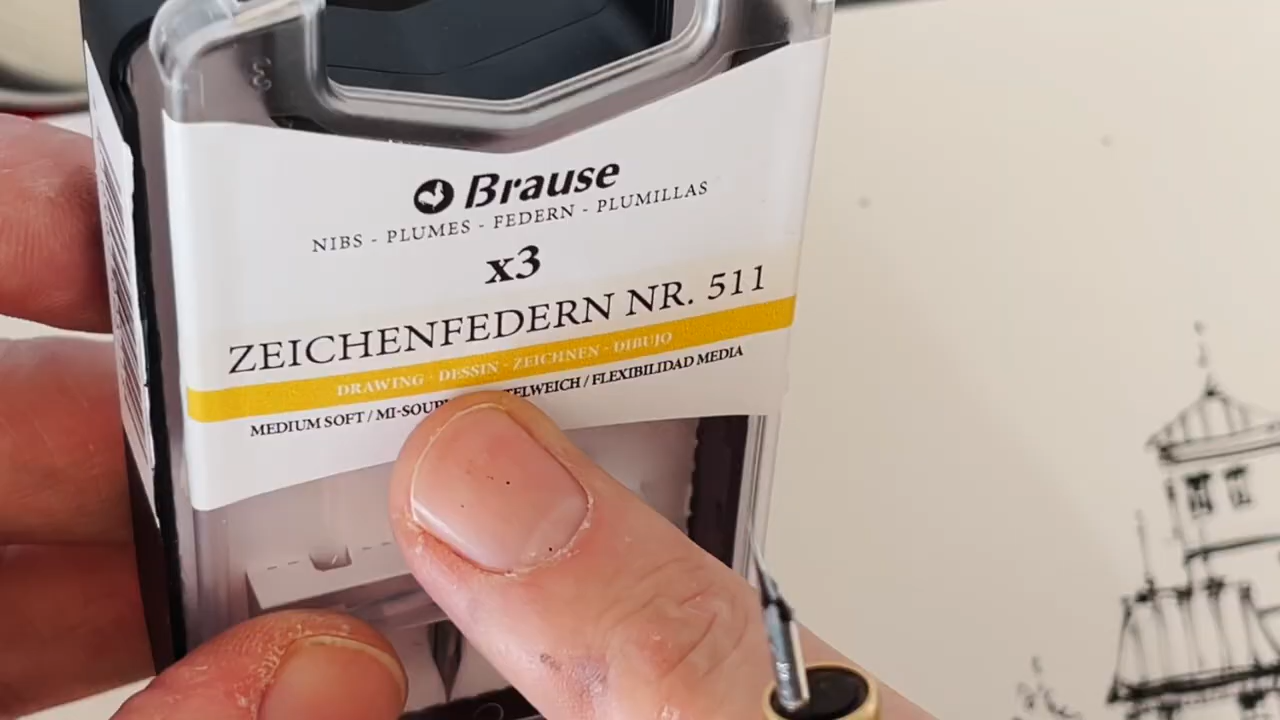 Brause
NIBS - PLUMES - FEDERN - PLUMILLAS
x3
ZEICHENFEDERN NR. 511
DRAWING · DESSIN · ZEICHNEN · DIBUJO
MEDIUM SOFT / MI-SOUP TELWEICH / FLEXIBILIDAD MEDIA